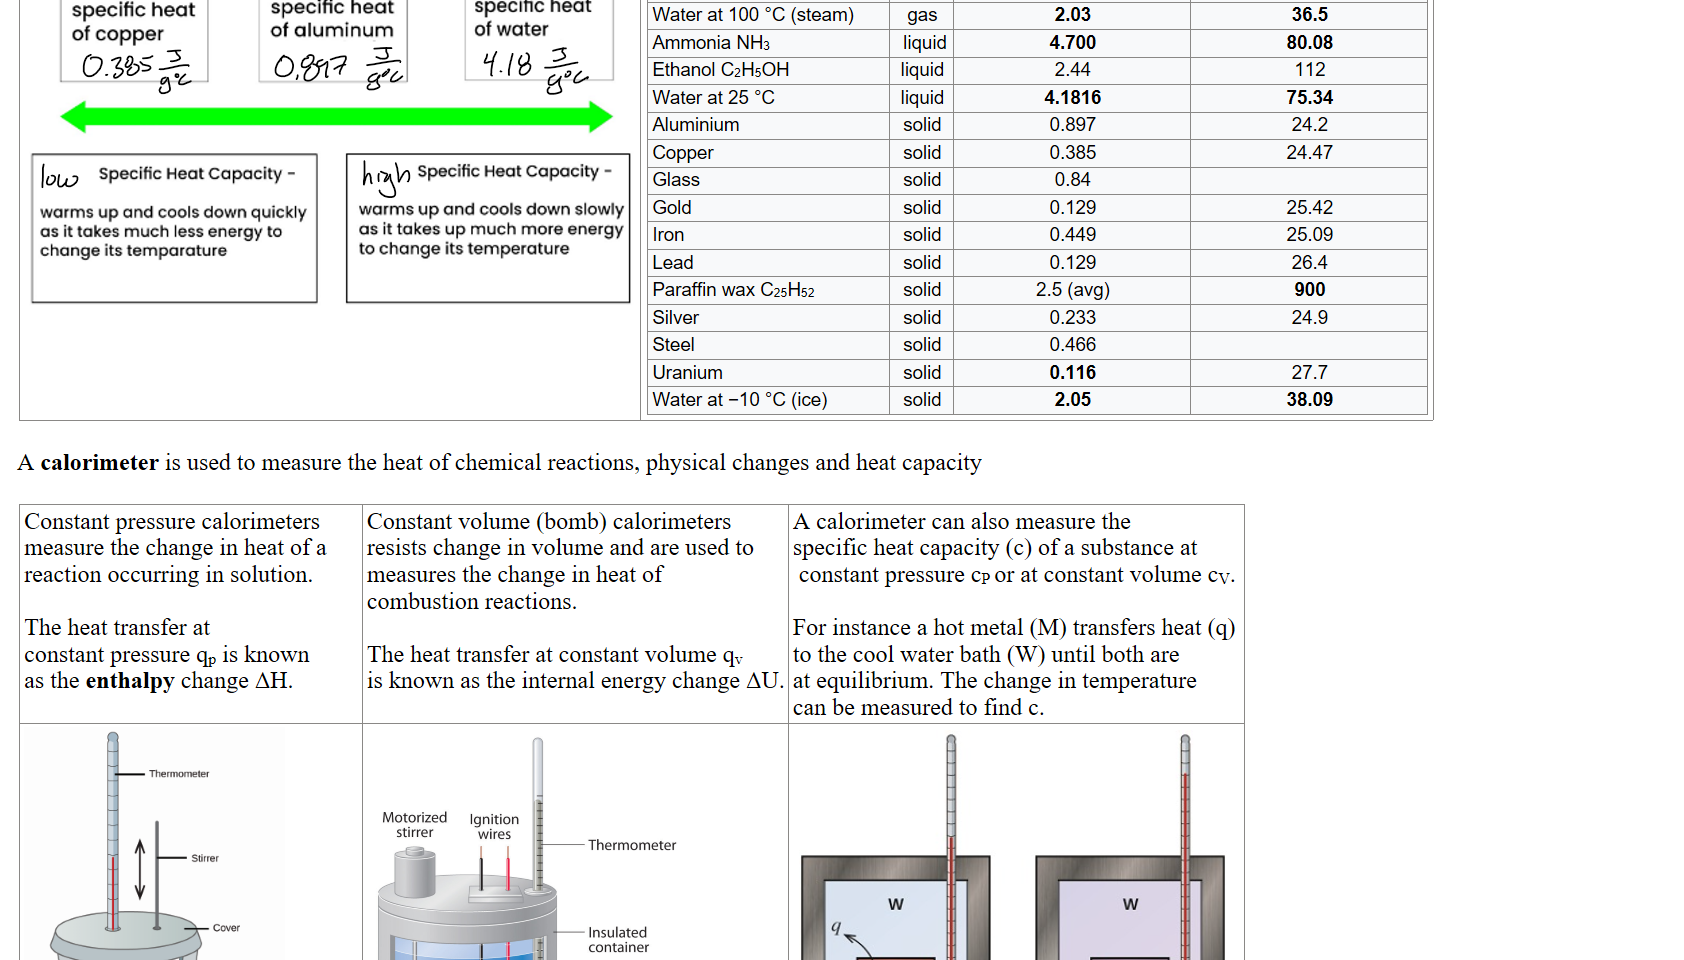 specific heat
of copper
0.385 J/g°C
specific heat
of aluminum
0.897 J/g°C
specific heat
of water
4.18 J/g°C
low Specific Heat Capacity -
warms up and cools down quickly
as it takes much less energy to
change its temparature
high Specific Heat Capacity -
warms up and cools down slowly
as it takes up much more energy
to change its temperature
Water at 100 °C (steam) gas 2.03 36.5
Ammonia NH3 liquid 4.700 80.08
Ethanol C2H5OH liquid 2.44 112
Water at 25 °C liquid 4.1816 75.34
Aluminium solid 0.897 24.2
Copper solid 0.385 24.47
Glass solid 0.84
Gold solid 0.129 25.42
Iron solid 0.449 25.09
Lead solid 0.129 26.4
Paraffin wax C25H52 solid 2.5 (avg) 900
Silver solid 0.233 24.9
Steel solid 0.466
Uranium solid 0.116 27.7
Water at −10 °C (ice) solid 2.05 38.09
A calorimeter is used to measure the heat of chemical reactions, physical changes and heat capacity
Constant pressure calorimeters
measure the change in heat of a
reaction occurring in solution.
The heat transfer at
constant pressure qp is known
as the enthalpy change ΔH.
Constant volume (bomb) calorimeters
resists change in volume and are used to
measures the change in heat of
combustion reactions.
The heat transfer at constant volume qv
is known as the internal energy change ΔU.
A calorimeter can also measure the
specific heat capacity (c) of a substance at
constant pressure cP or at constant volume cV.
For instance a hot metal (M) transfers heat (q)
to the cool water bath (W) until both are
at equilibrium. The change in temperature
can be measured to find c.
Thermometer
Stirrer
Cover
Motorized
stirrer
Ignition
wires
Thermometer
Insulated
container
W
q
W